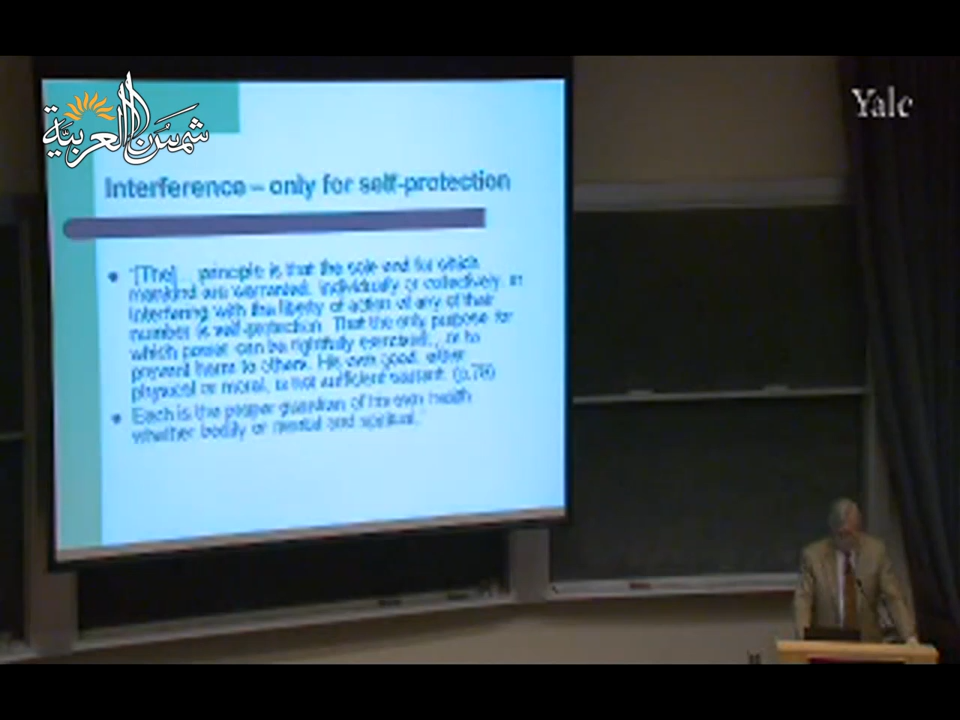 شمس العربية
Yale
Interference – only for self-protection
"[The]... principle is that the sole end for which
mankind are warranted, individually or collectively, in
interfering with the liberty of action of any of their
number is self-protection. That the only purpose for
which power can be rightfully exercised... is to
prevent harm to others. His own good, either
physical or moral, is not sufficient warrant. (p.78)
Each is the proper guardian of his own health
whether bodily or mental and spiritual."